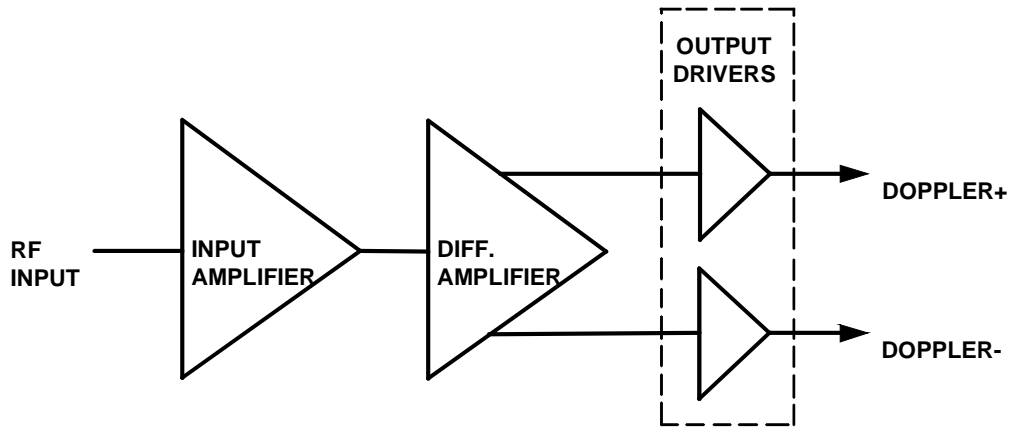 OUTPUT
DRIVERS
DOPPLER+
RF
INPUT
INPUT
AMPLIFIER
DIFF.
AMPLIFIER
DOPPLER-